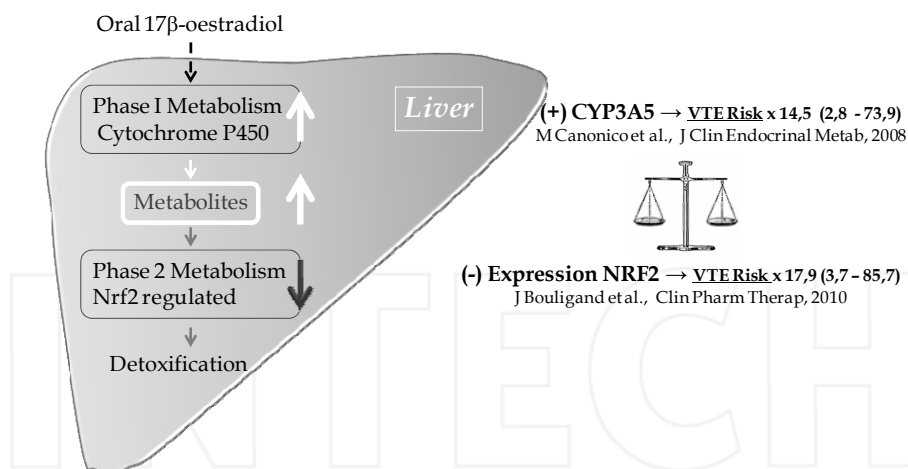 Oral 17β-oestradiol
Phase I Metabolism
Cytochrome P450
Liver
(+) CYP3A5 → VTE Risk x 14,5 (2,8 - 73,9)
M Canonico et al., J Clin Endocrinal Metab, 2008
Metabolites
Phase 2 Metabolism
Nrf2 regulated
(-) Expression NRF2 → VTE Risk x 17,9 (3,7 – 85,7)
J Bouligand et al., Clin Pharm Therap, 2010
Detoxification
INTECH